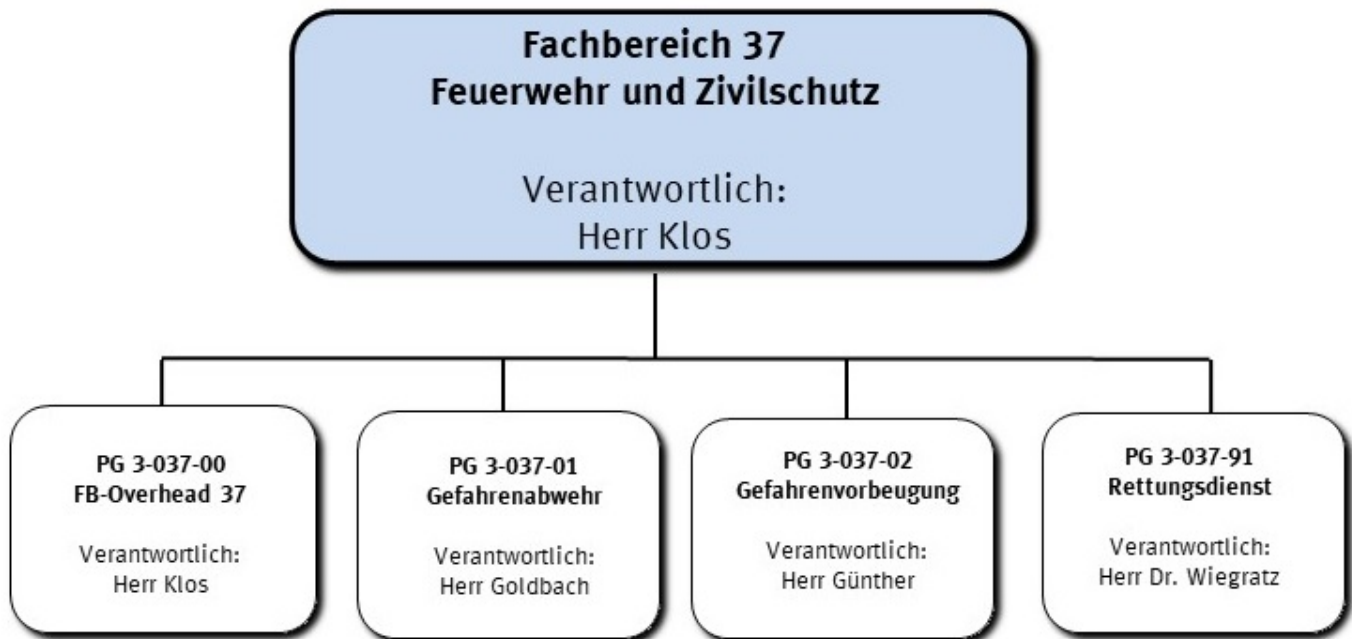 Fachbereich 37
Feuerwehr und Zivilschutz
Verantwortlich:
Herr Klos
PG 3-037-00
FB-Overhead 37
Verantwortlich:
Herr Klos
PG 3-037-01
Gefahrenabwehr
Verantwortlich:
Herr Goldbach
PG 3-037-02
Gefahrenvorbeugung
Verantwortlich:
Herr Günther
PG 3-037-91
Rettungsdienst
Verantwortlich:
Herr Dr. Wiegratz